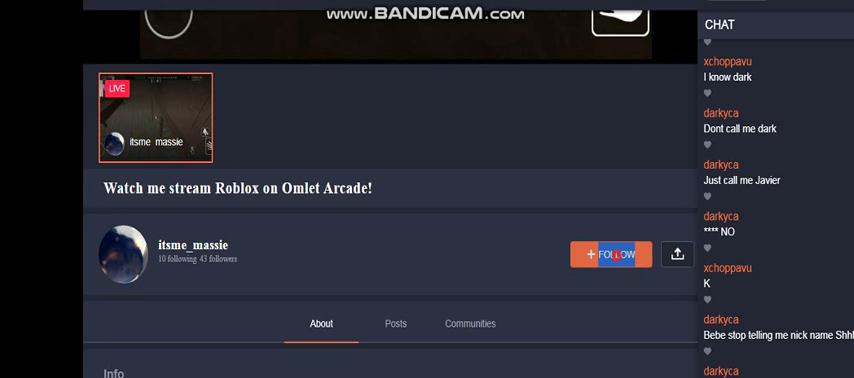 www.BANDICAM.com
LIVE
itsme massie
Watch me stream Roblox on Omlet Arcade!
itsme_massie
10 following 43 followers
+ FOLLOW
About
Posts
Communities
Info
CHAT
xchoppavu
I know dark
darkyca
Dont call me dark
darkyca
Just call me Javier
darkyca
**** NO
xchoppavu
K
darkyca
Bebe stop telling me nick name Shhh
darkyca